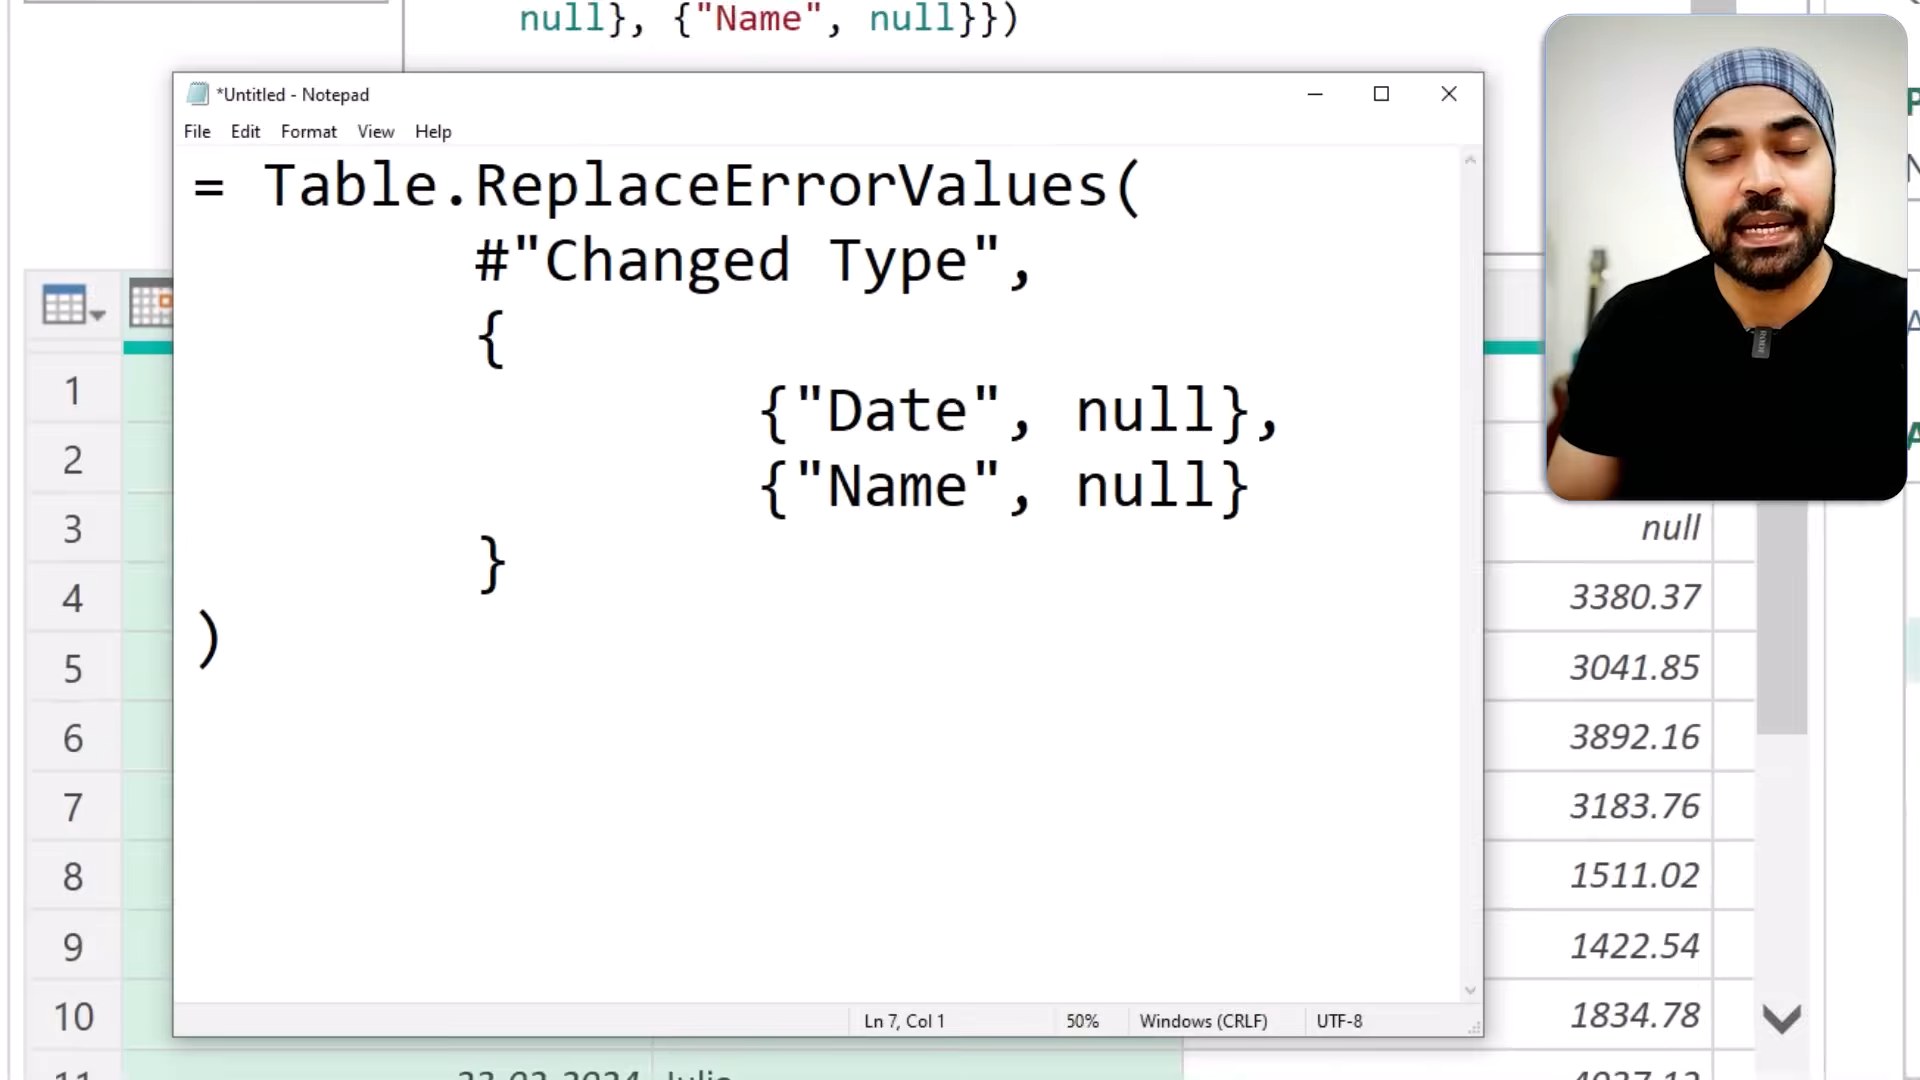 null}, {"Name", null}})
*Untitled - Notepad
File Edit Format View Help
= Table.ReplaceErrorValues(
#"Changed Type",
{
{"Date", null},
{"Name", null}
}
)
Ln 7, Col 1 50% Windows (CRLF) UTF-8
1
2
3 null
4 3380.37
5 3041.85
6 3892.16
7 3183.76
8 1511.02
9 1422.54
10 1834.78